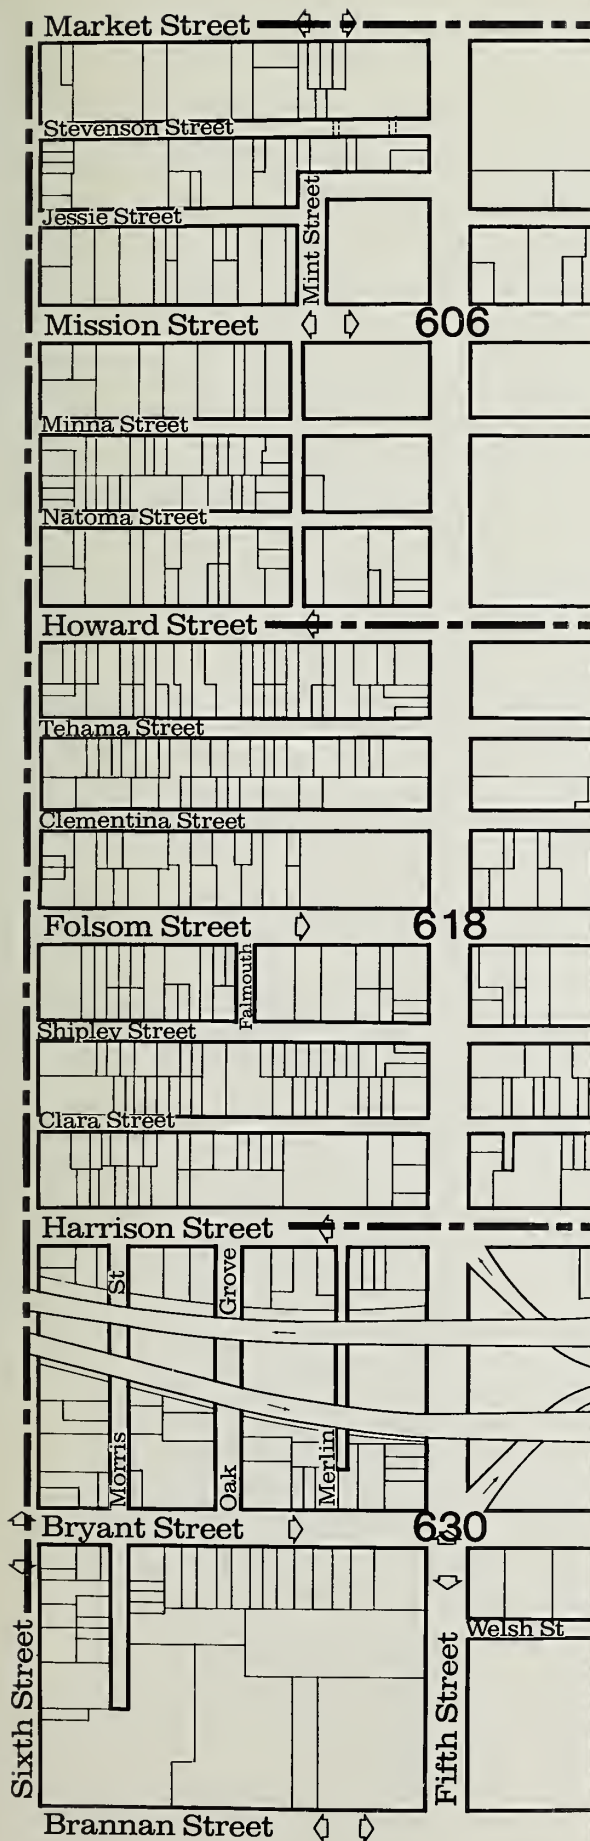 Market Street
Stevenson Street
Jessie Street
Mint Street
Mission Street
606
Minna Street
Natoma Street
Howard Street
Tehama Street
Clementina Street
Folsom Street
618
Falmouth
Shipley Street
Clara Street
Harrison Street
Morris St
Oak Grove
Merlin
Bryant Street
630
Welsh St
Sixth Street
Fifth Street
Brannan Street